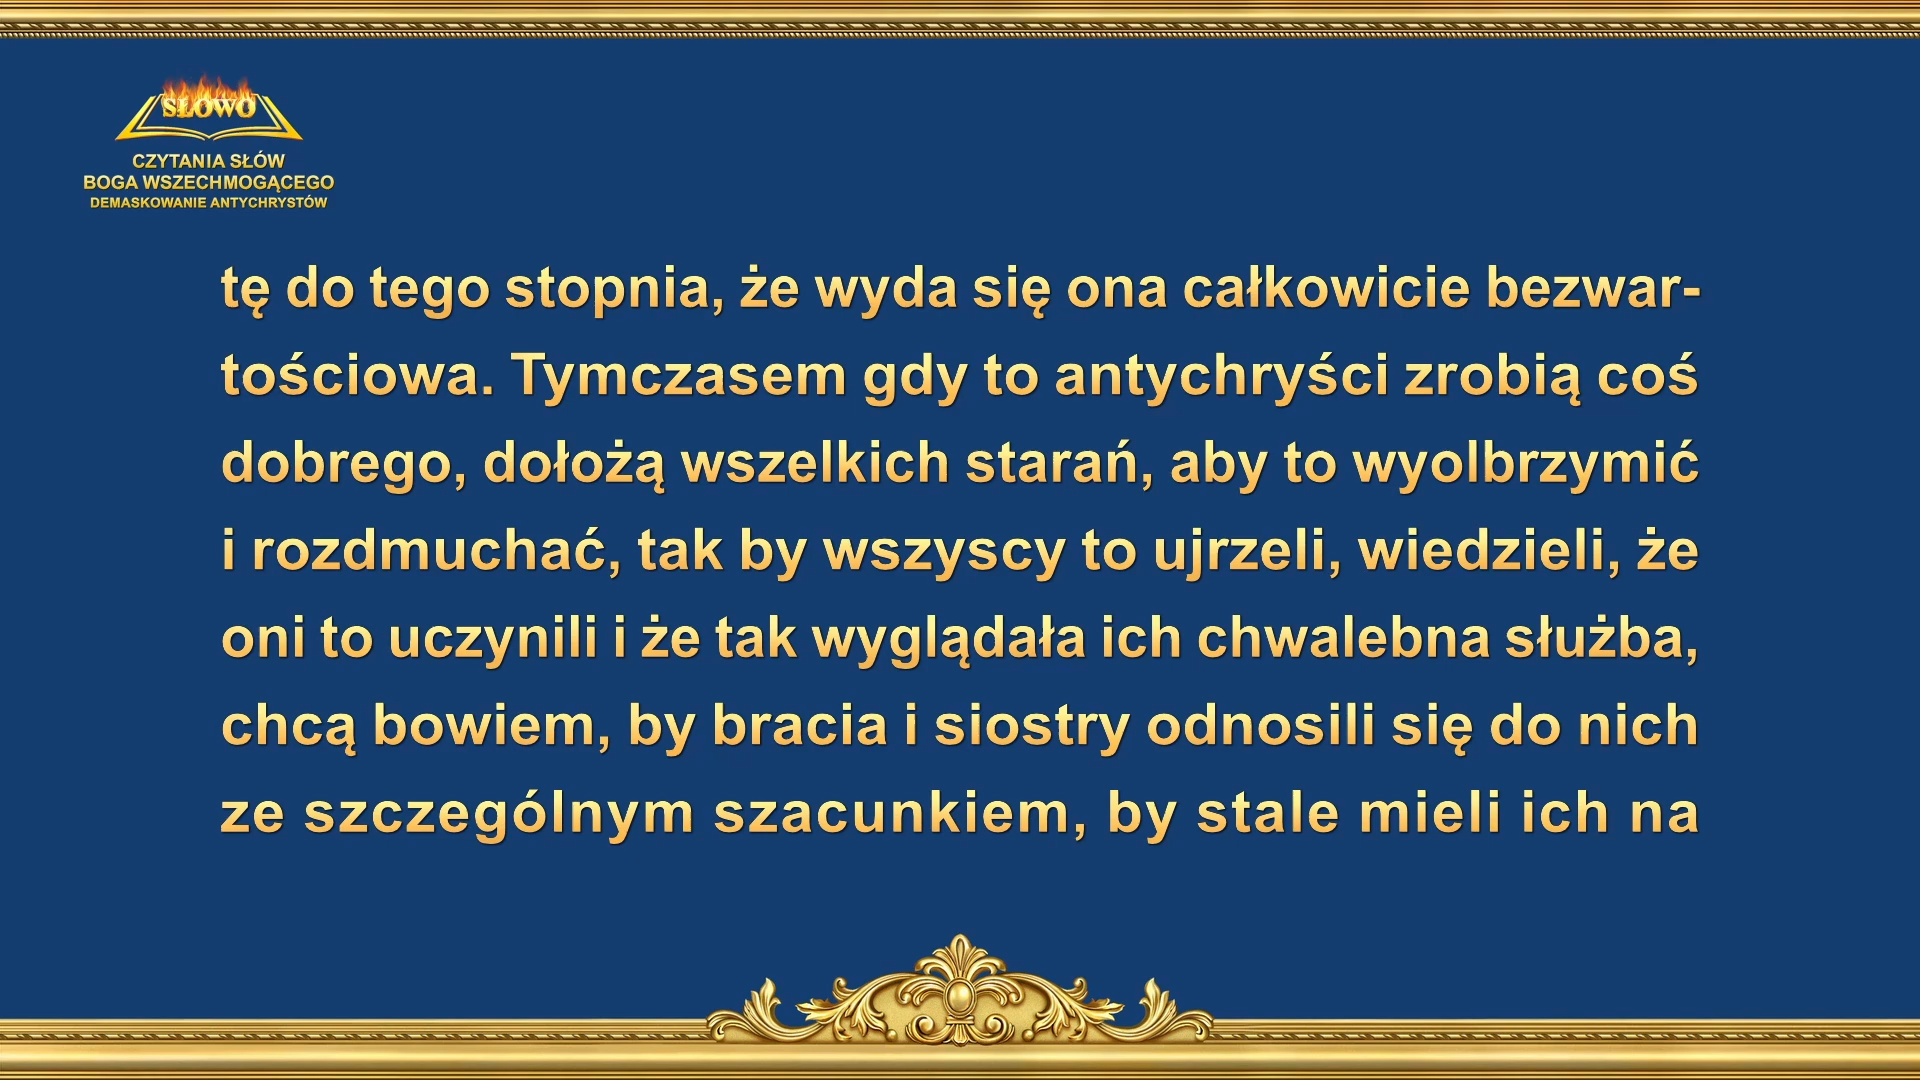 SŁOWO
CZYTANIA SŁÓW
BOGA WSZECHMOGĄCEGO
DEMASKOWANIE ANTYCHRYSTÓW
tę do tego stopnia, że wyda się ona całkowicie bezwar-
tościowa. Tymczasem gdy to antychryści zrobią coś
dobrego, dołożą wszelkich starań, aby to wyolbrzymić
i rozdmuchać, tak by wszyscy to ujrzeli, wiedzieli, że
oni to uczynili i że tak wyglądała ich chwalebna służba,
chcą bowiem, by bracia i siostry odnosili się do nich
ze szczególnym szacunkiem, by stale mieli ich na